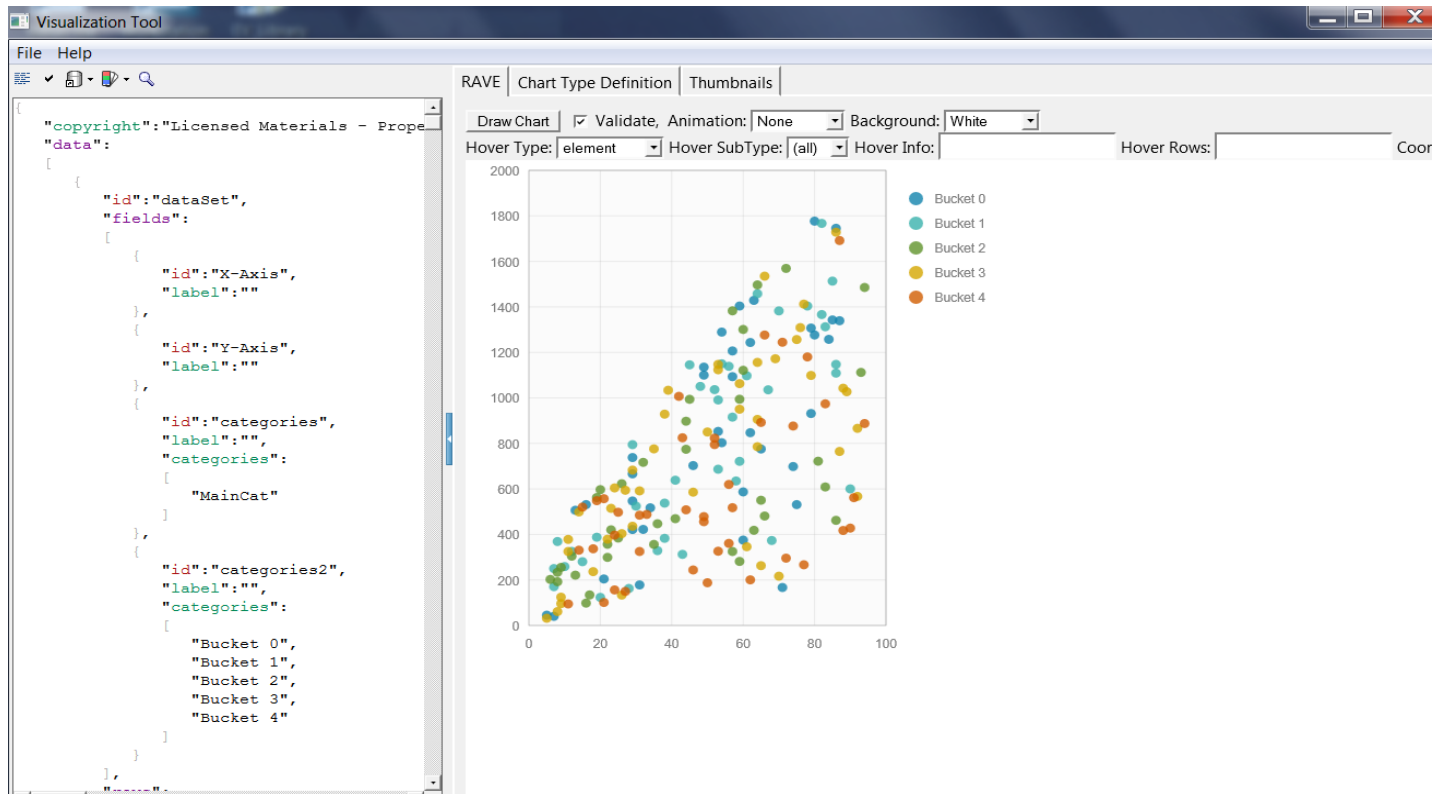 Visualization Tool
File Help
RAVE Chart Type Definition Thumbnails
Draw Chart Validate, Animation: None Background: White
Hover Type: element Hover SubType: (all) Hover Info: Hover Rows: Coor
{
"copyright":"Licensed Materials - Prope
"data":
[
{
"id":"dataSet",
"fields":
[
{
"id":"X-Axis",
"label":""
},
{
"id":"Y-Axis",
"label":""
},
{
"id":"categories",
"label":"",
"categories":
[
"MainCat"
]
},
{
"id":"categories2",
"label":"",
"categories":
[
"Bucket 0",
"Bucket 1",
"Bucket 2",
"Bucket 3",
"Bucket 4"
]
}
],
2000
1800
1600
1400
1200
1000
800
600
400
200
0
0 20 40 60 80 100
Bucket 0
Bucket 1
Bucket 2
Bucket 3
Bucket 4